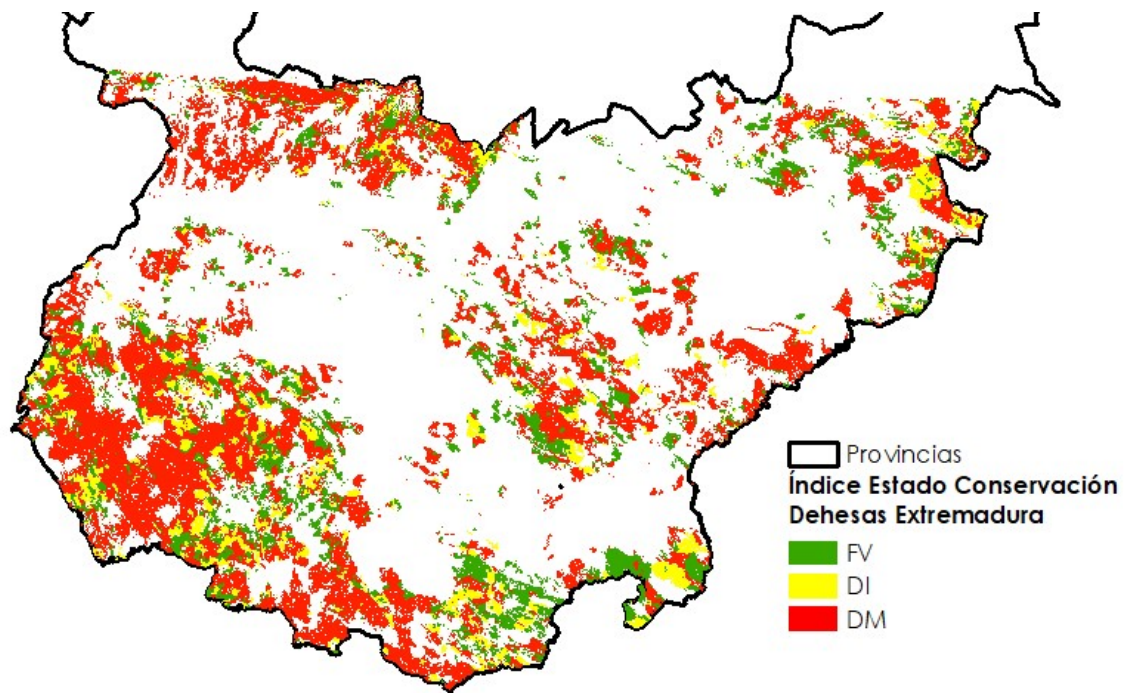 Provincias
Índice Estado Conservación
Dehesas Extremadura
FV
DI
DM